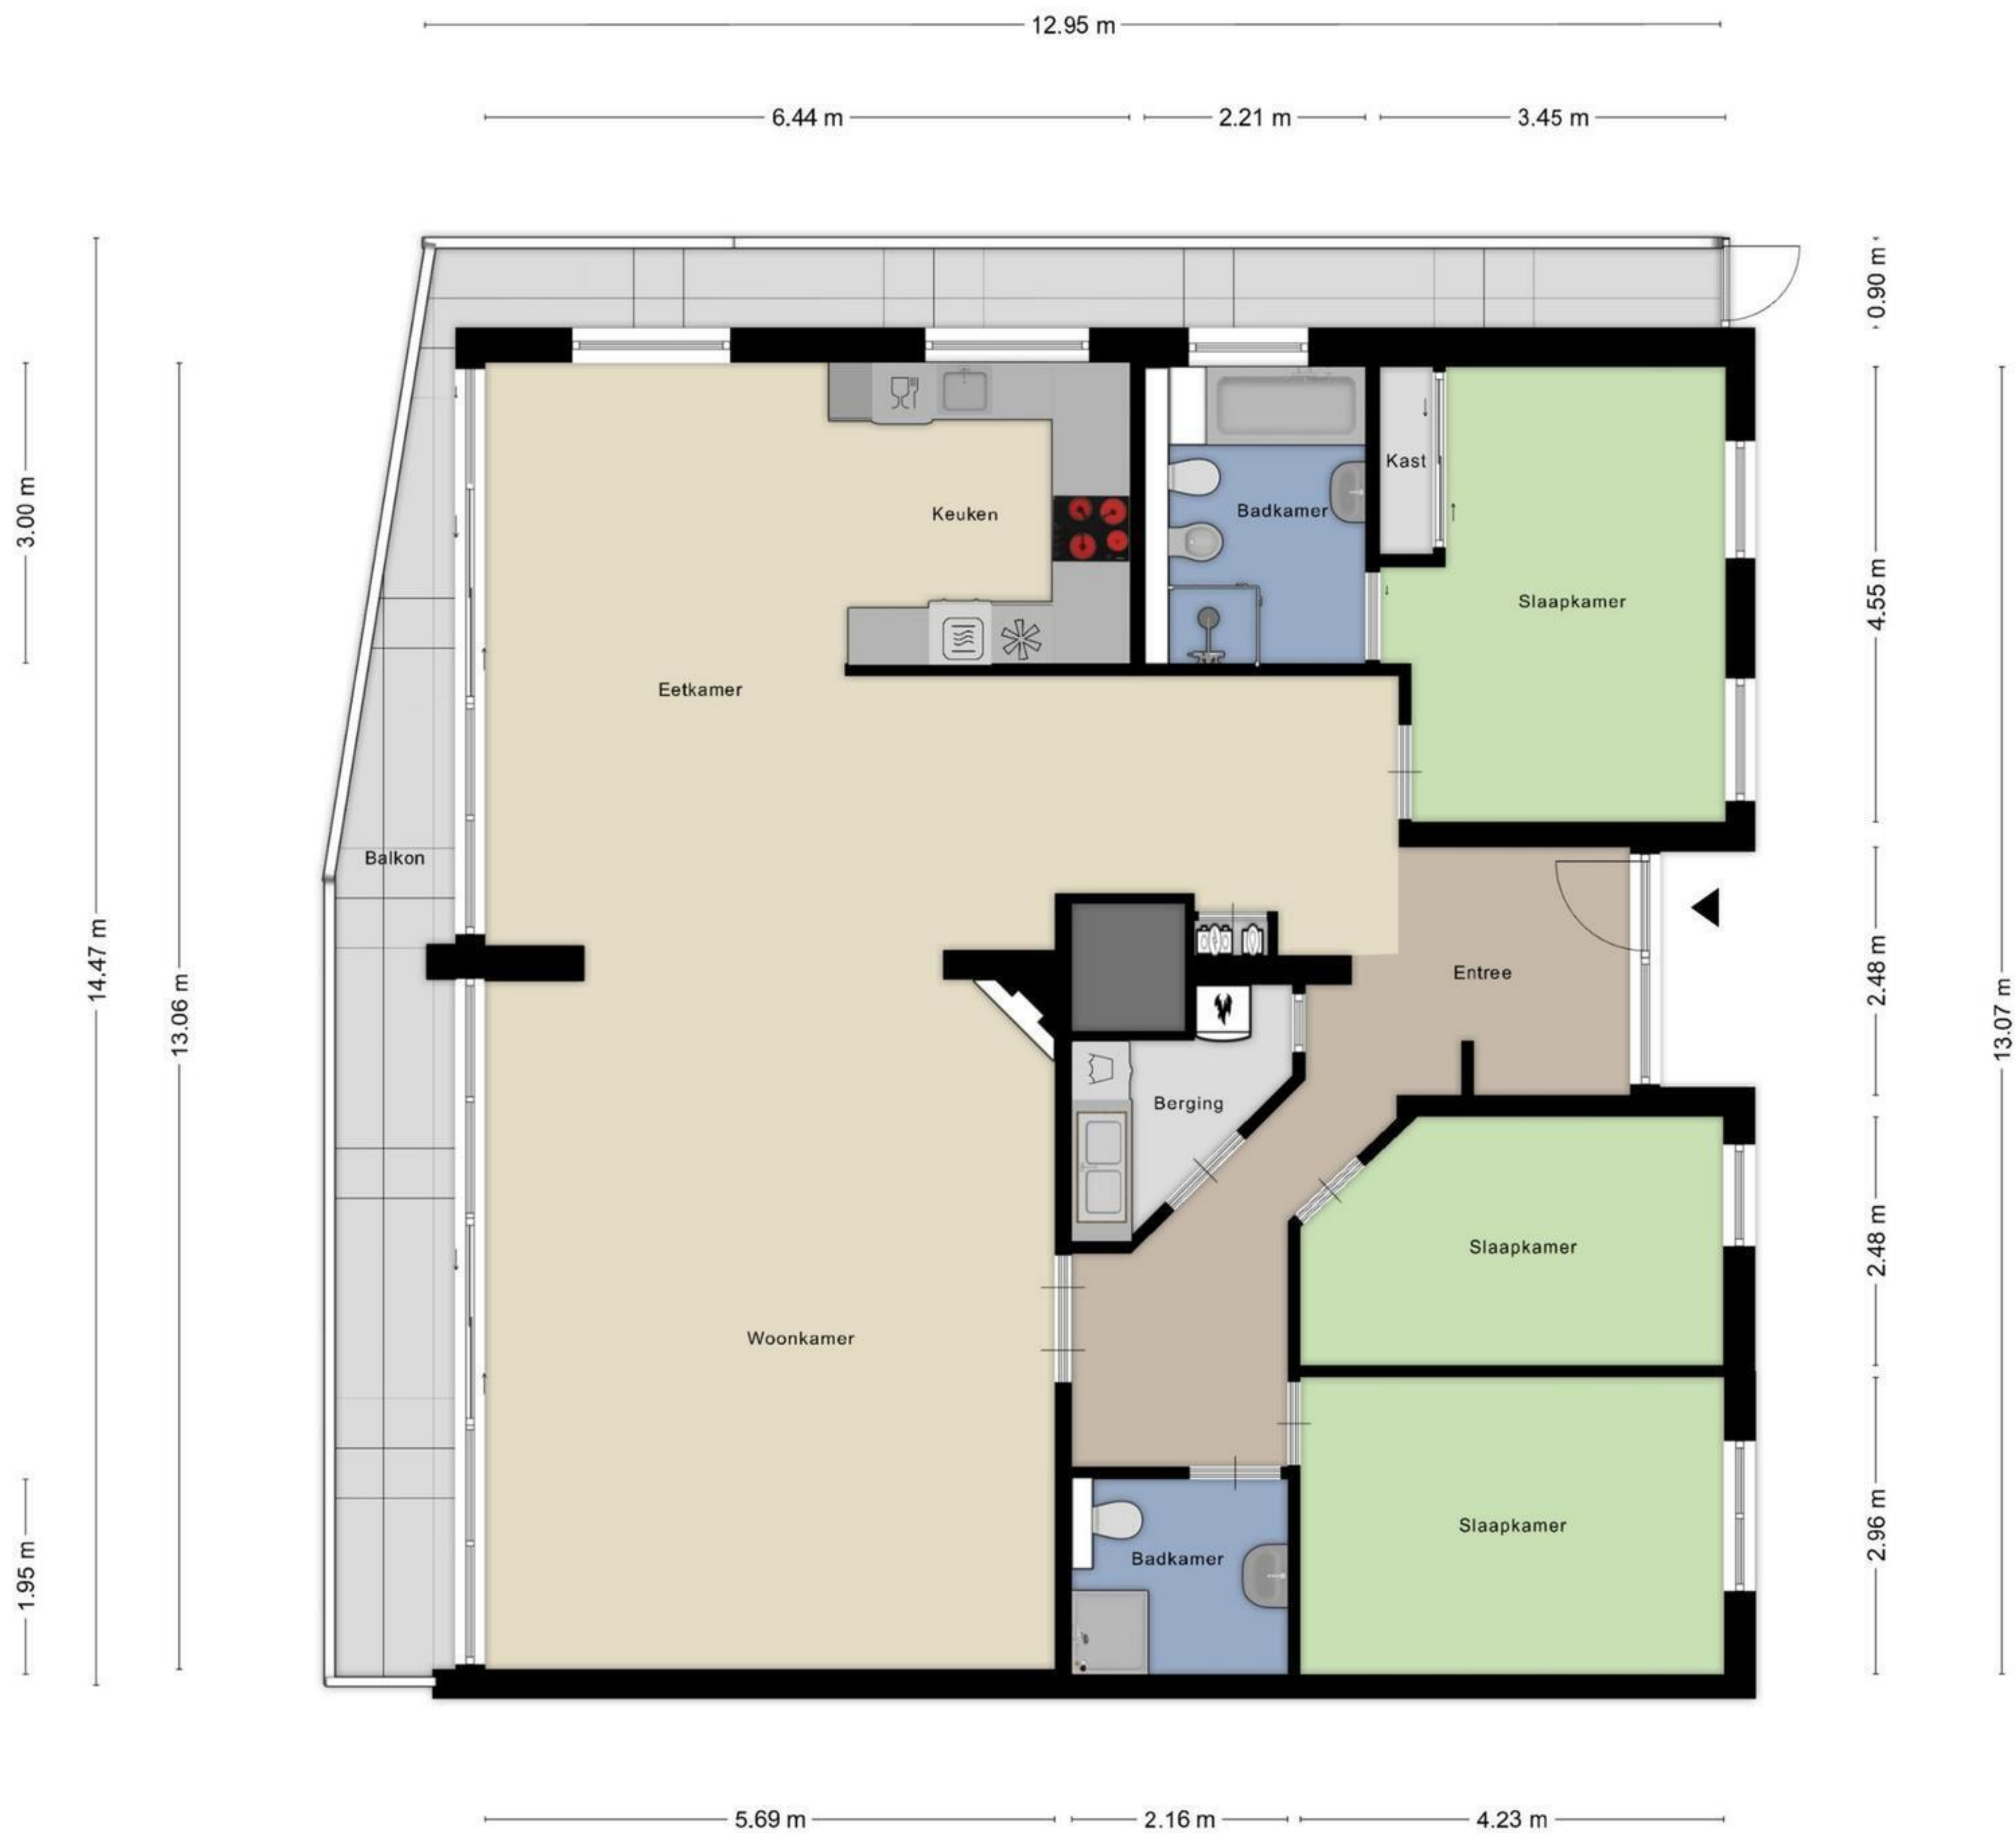 12.95 m
6.44 m
2.21 m
3.45 m
0.90 m
3.00 m
Kast
Keuken
Badkamer
4.55 m
Slaapkamer
Eetkamer
Balkon
14.47 m
13.06 m
Entree
2.48 m
13.07 m
Berging
Slaapkamer
2.48 m
Woonkamer
1.95 m
Badkamer
Slaapkamer
2.96 m
5.69 m
2.16 m
4.23 m